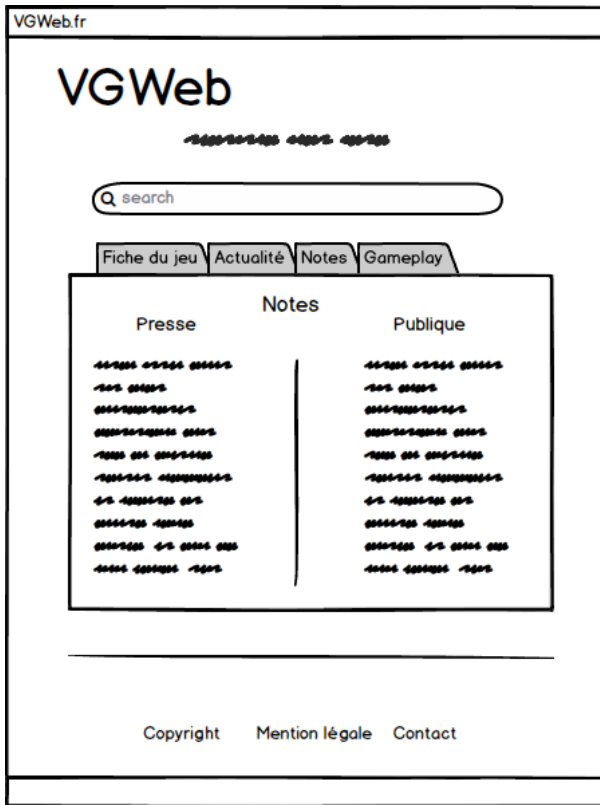 VGWeb.fr
VGWeb
search
Fiche du jeu Actualité Notes Gameplay
Notes
Presse Publique
Copyright Mention légale Contact